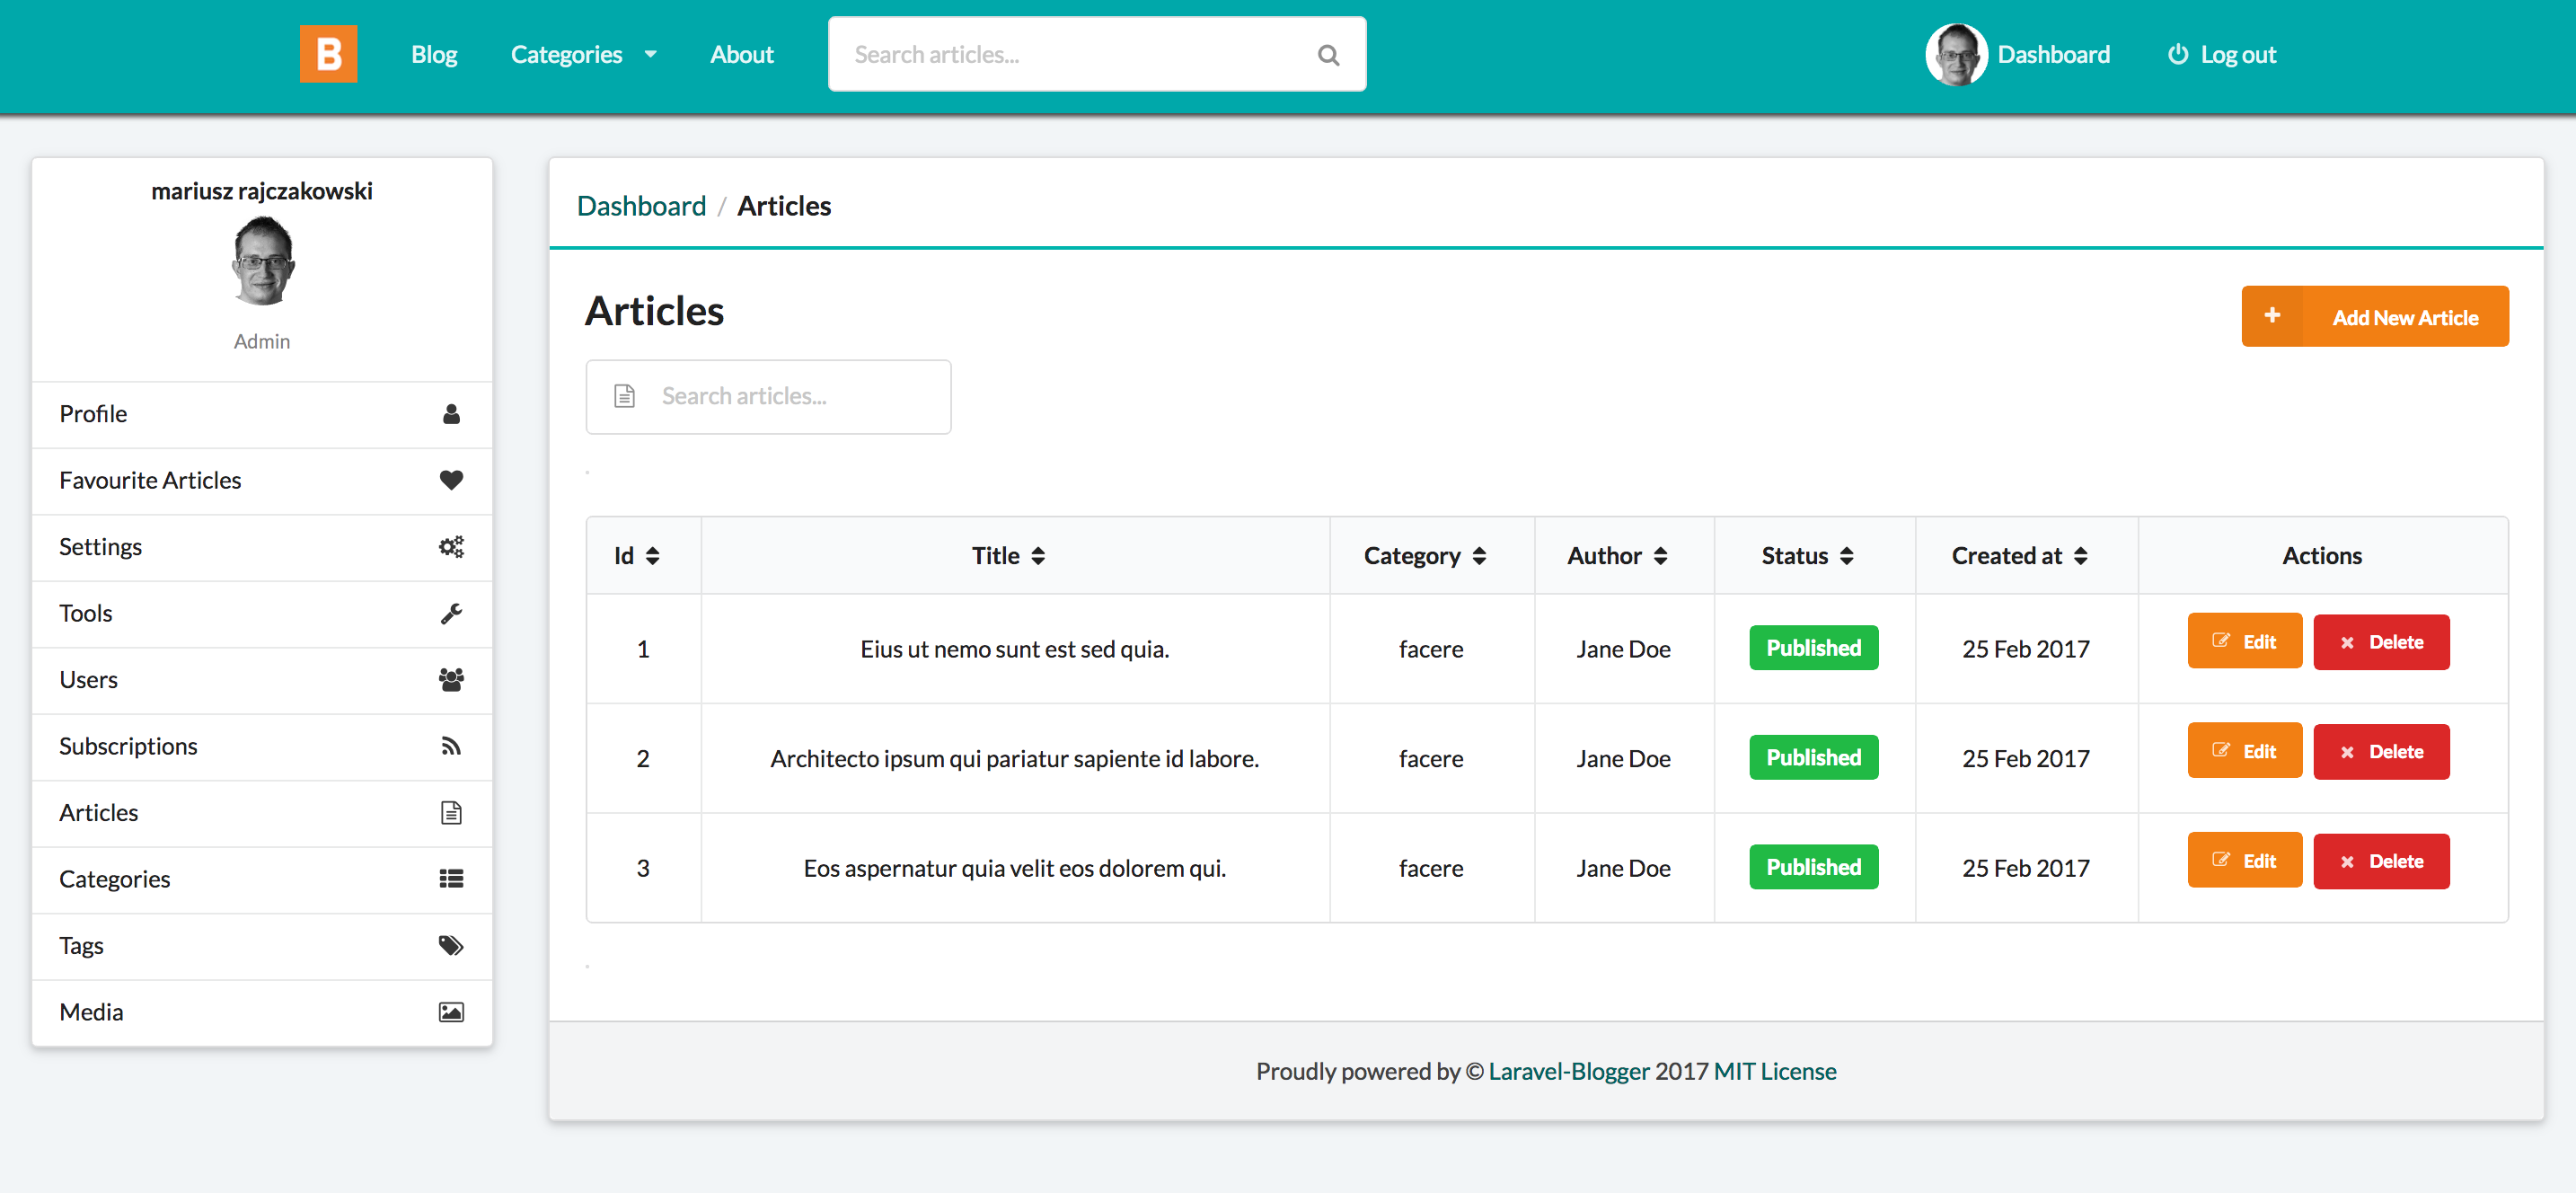 B Blog Categories About Search articles... Dashboard Log out
mariusz rajczakowski
Admin
Profile
Favourite Articles
Settings
Tools
Users
Subscriptions
Articles
Categories
Tags
Media
Dashboard / Articles
Articles
Add New Article
Search articles...
Id Title Category Author Status Created at Actions
1 Eius ut nemo sunt est sed quia. facere Jane Doe Published 25 Feb 2017 Edit Delete
2 Architecto ipsum qui pariatur sapiente id labore. facere Jane Doe Published 25 Feb 2017 Edit Delete
3 Eos aspernatur quia velit eos dolorem qui. facere Jane Doe Published 25 Feb 2017 Edit Delete
Proudly powered by © Laravel-Blogger 2017 MIT License